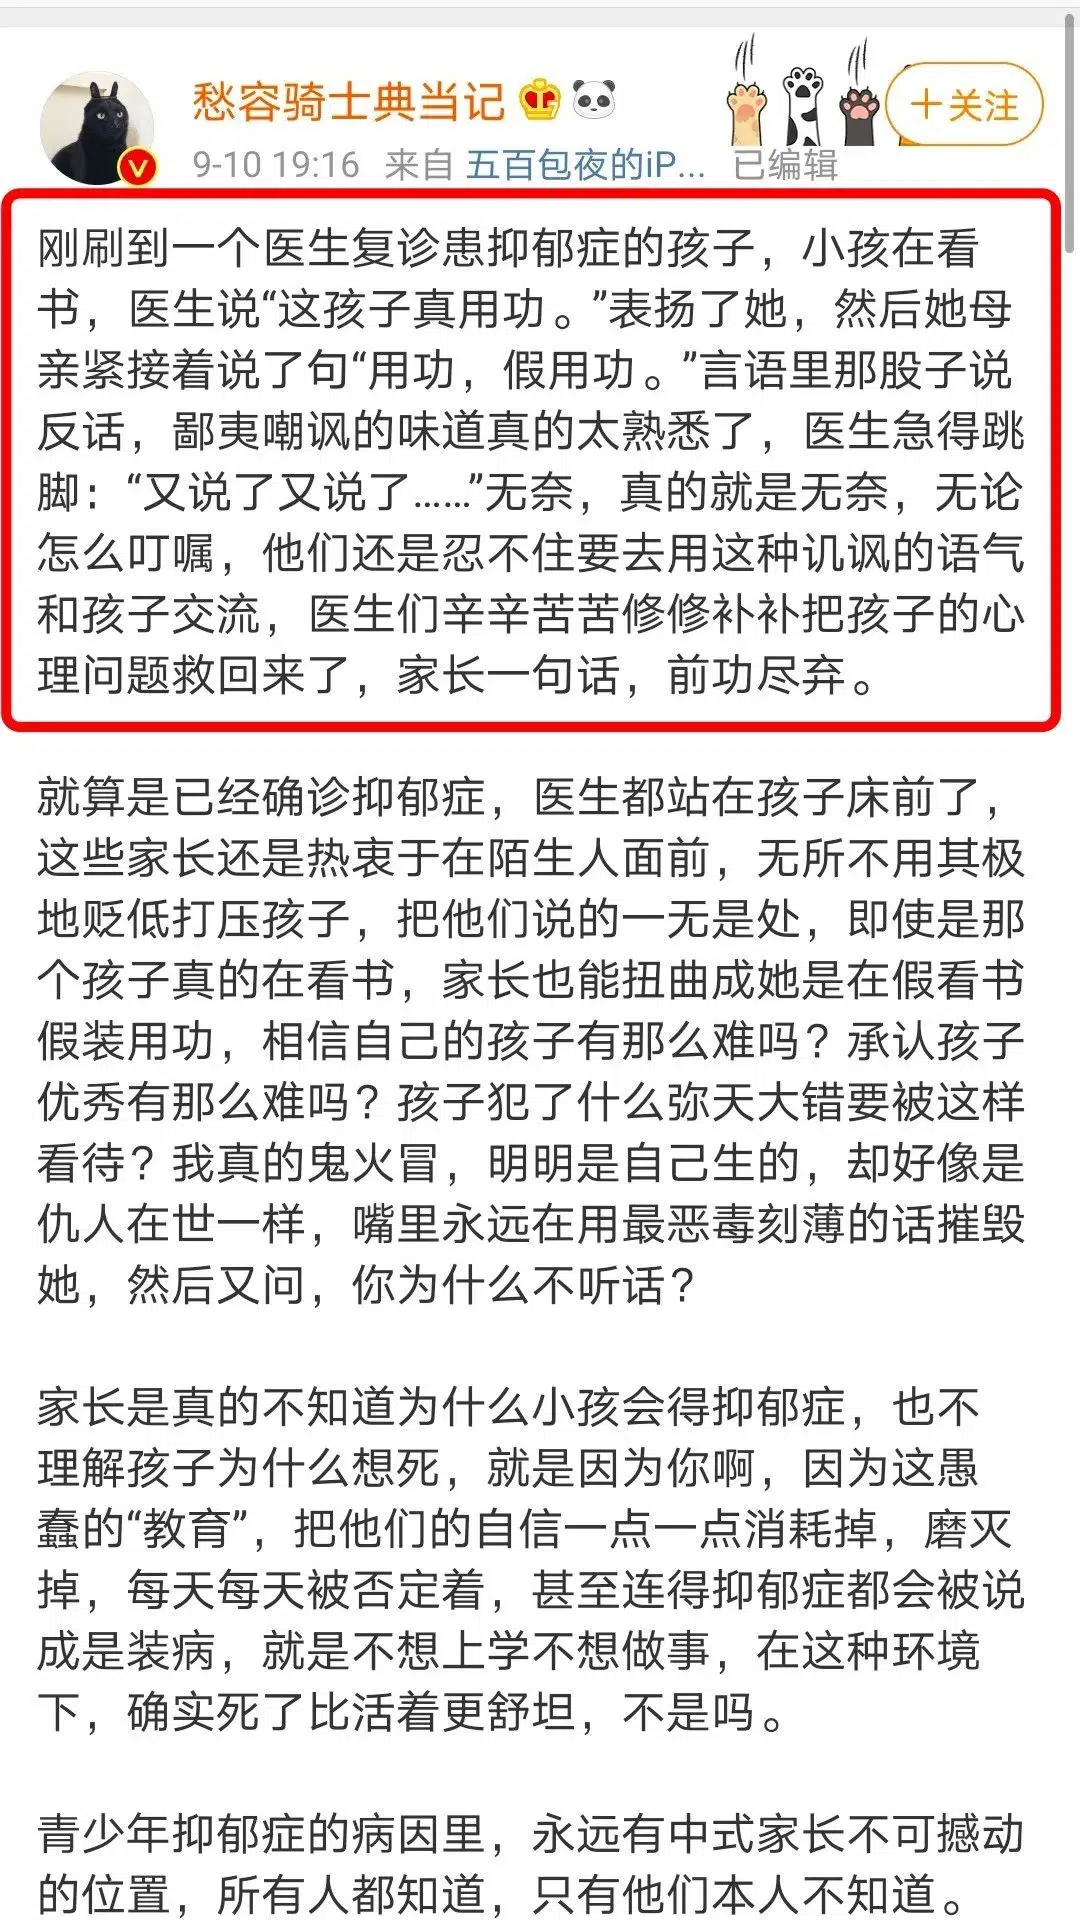 愁容骑士典当记
+关注
9-10 19:16 来自 五百包夜的iP... 已编辑
刚刷到一个医生复诊患抑郁症的孩子，小孩在看
书，医生说“这孩子真用功。”表扬了她，然后她母
亲紧接着说了句“用功，假用功。”言语里那股子说
反话，鄙夷嘲讽的味道真的太熟悉了，医生急得跳
脚：“又说了又说了......”无奈，真的就是无奈，无论
怎么叮嘱，他们还是忍不住要去用这种讥讽的语气
和孩子交流，医生们辛辛苦苦修修补补把孩子的心
理问题救回来了，家长一句话，前功尽弃。
就算是已经确诊抑郁症，医生都站在孩子床前了，
这些家长还是热衷于在陌生人面前，无所不用其极
地贬低打压孩子，把他们说的一无是处，即使是那
个孩子真的在看书，家长也能扭曲成她是在假看书
假装用功，相信自己的孩子有那么难吗？承认孩子
优秀有那么难吗？孩子犯了什么弥天大错要被这样
看待？我真的鬼火冒，明明是自己生的，却好像是
仇人在世一样，嘴里永远在用最恶毒刻薄的话摧毁
她，然后又问，你为什么不听话？
家长是真的不知道为什么小孩会得抑郁症，也不
理解孩子为什么想死，就是因为你啊，因为这愚
蠢的“教育”，把他们的自信一点一点消耗掉，磨灭
掉，每天每天被否定着，甚至连得抑郁症都会被说
成是装病，就是不想上学不想做事，在这种环境
下，确实死了比活着更舒坦，不是吗。
青少年抑郁症的病因里，永远有中式家长不可撼动
的位置，所有人都知道，只有他们本人不知道。